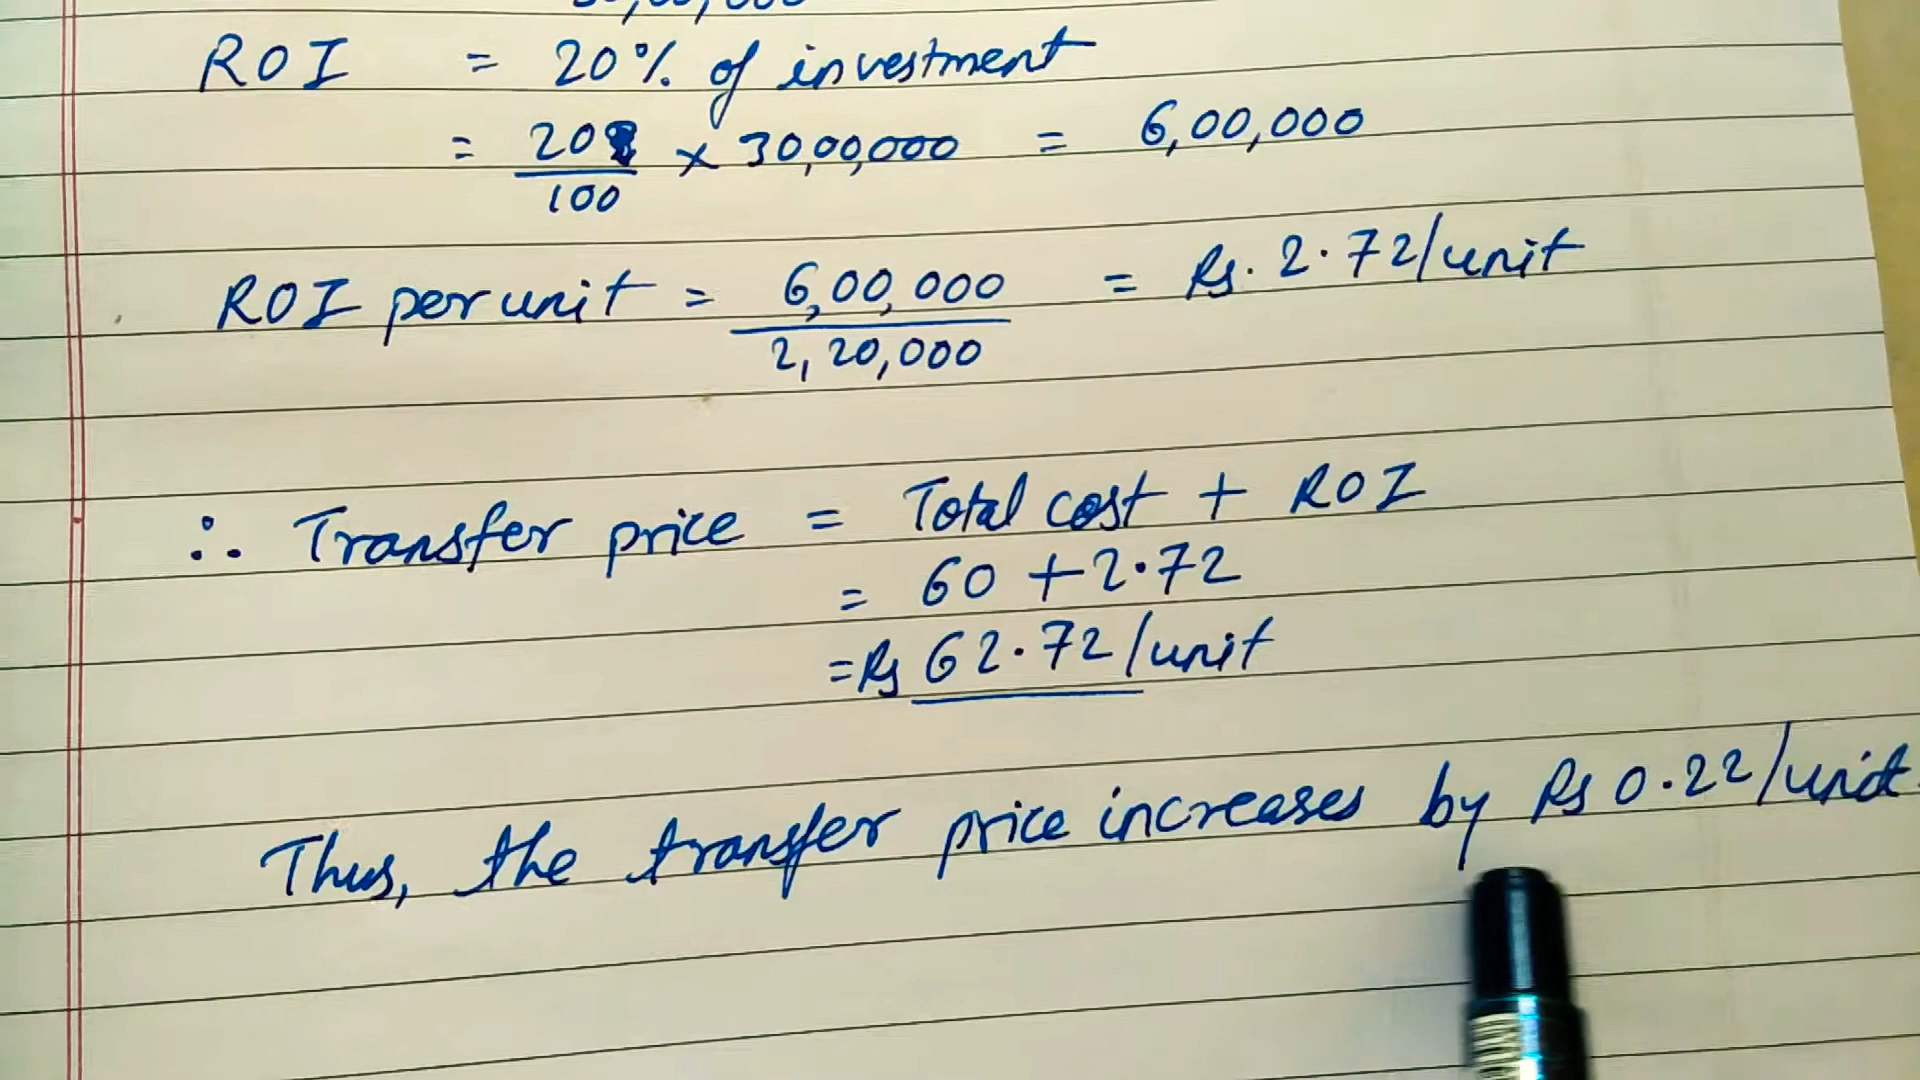 ROI = 20% of investment
= 20 / 100 × 30,00,000 = 6,00,000
ROI per unit = 6,00,000 / 2,20,000 = Rs. 2.72/unit
∴ Transfer price = Total cost + ROI
= 60 + 2.72
= Rs 62.72/unit
Thus, the transfer price increases by Rs 0.22/unit.